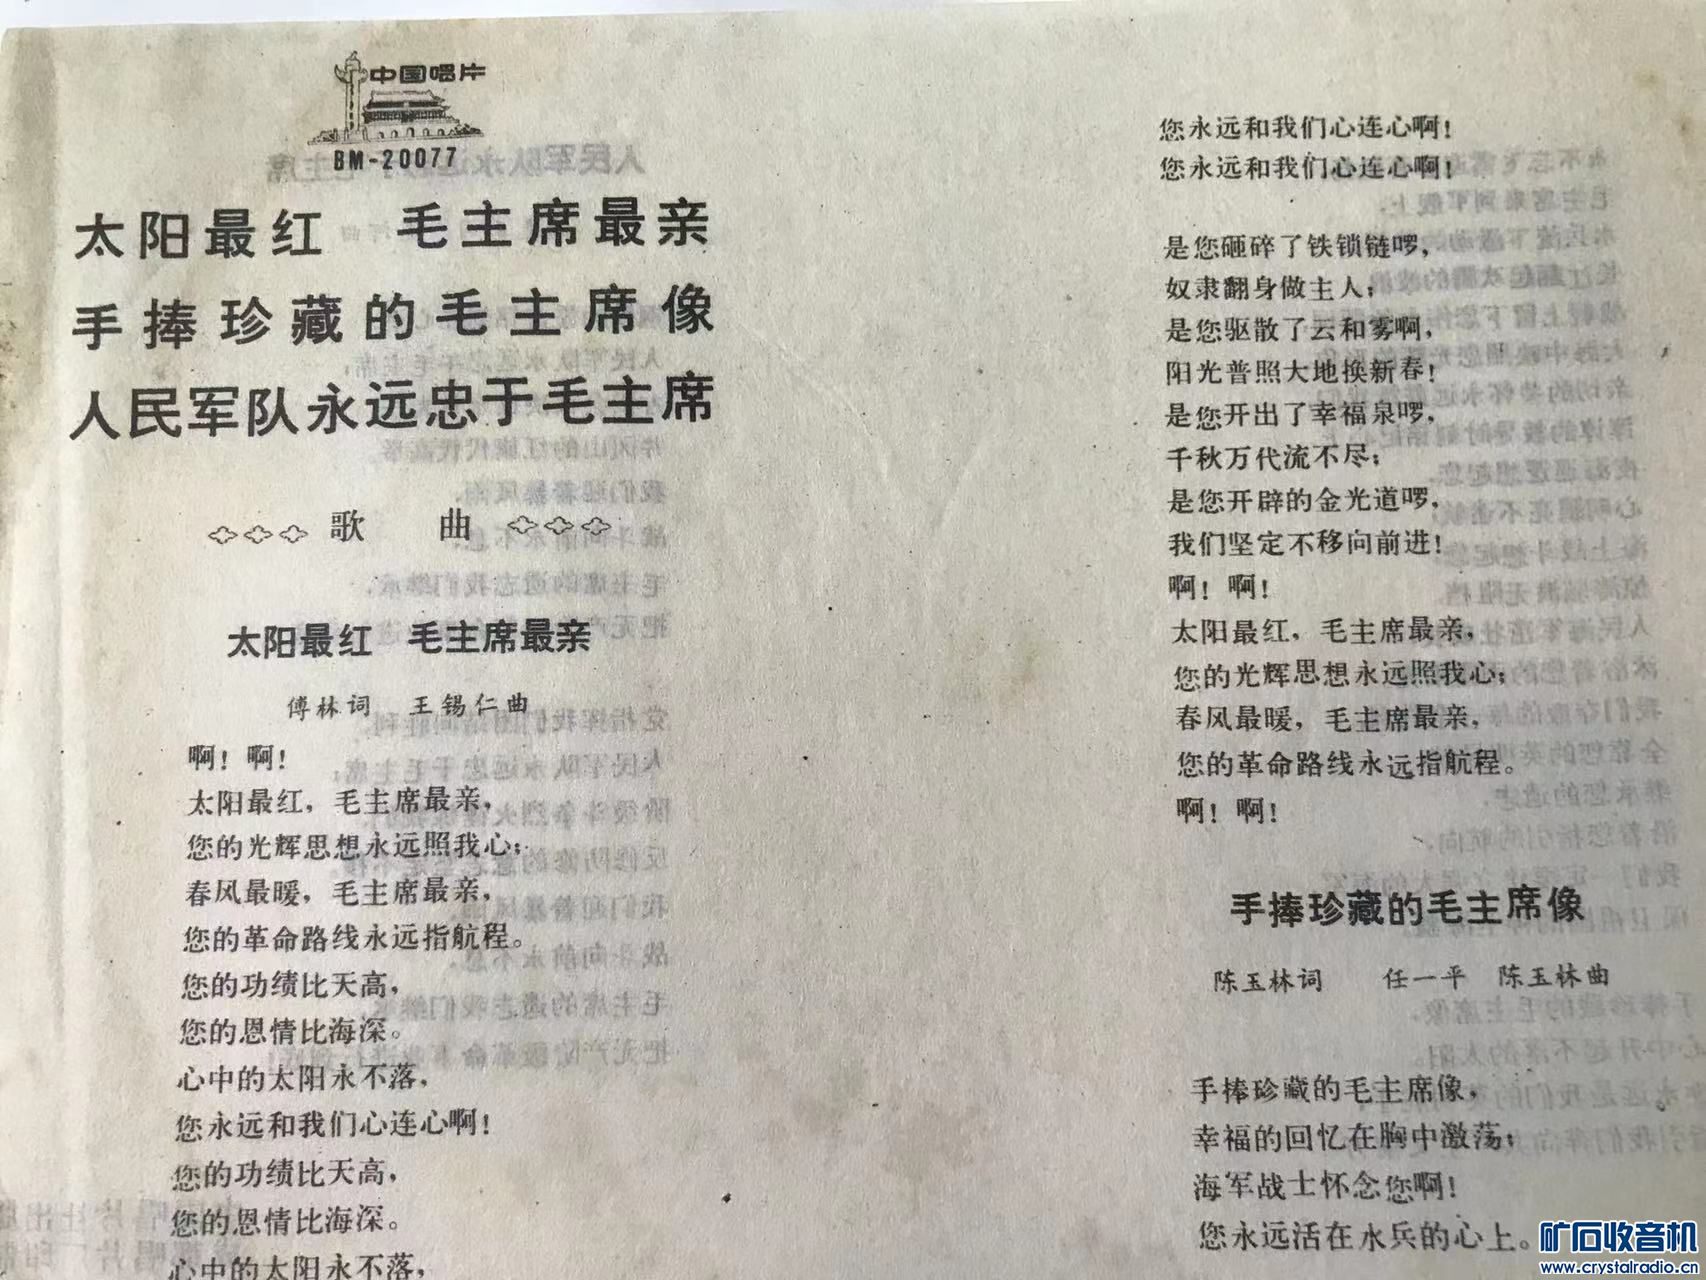 中国唱片
BM-20077
太阳最红　毛主席最亲
手捧珍藏的毛主席像
人民军队永远忠于毛主席
歌　曲
太阳最红　毛主席最亲
傅林词　王锡仁曲
啊！啊！
太阳最红，毛主席最亲，
您的光辉思想永远照我心；
春风最暖，毛主席最亲，
您的革命路线永远指航程。
您的功绩比天高，
您的恩情比海深。
心中的太阳永不落，
您永远和我们心连心啊！
您的功绩比天高，
您的恩情比海深。
心中的太阳永不落，
您永远和我们心连心啊！
您永远和我们心连心啊！
是您砸碎了铁锁链啰，
奴隶翻身做主人；
是您驱散了云和雾啊，
阳光普照大地换新春！
是您开出了幸福泉啰，
千秋万代流不尽；
是您开辟的金光道啰，
我们坚定不移向前进！
啊！啊！
太阳最红，毛主席最亲，
您的光辉思想永远照我心；
春风最暖，毛主席最亲，
您的革命路线永远指航程。
啊！啊！
手捧珍藏的毛主席像
陈玉林词　任一平　陈玉林曲
手捧珍藏的毛主席像，
幸福的回忆在胸中激荡；
海军战士怀念您啊！
您永远活在水兵的心上。
矿石收音机
www.crystalradio.cn